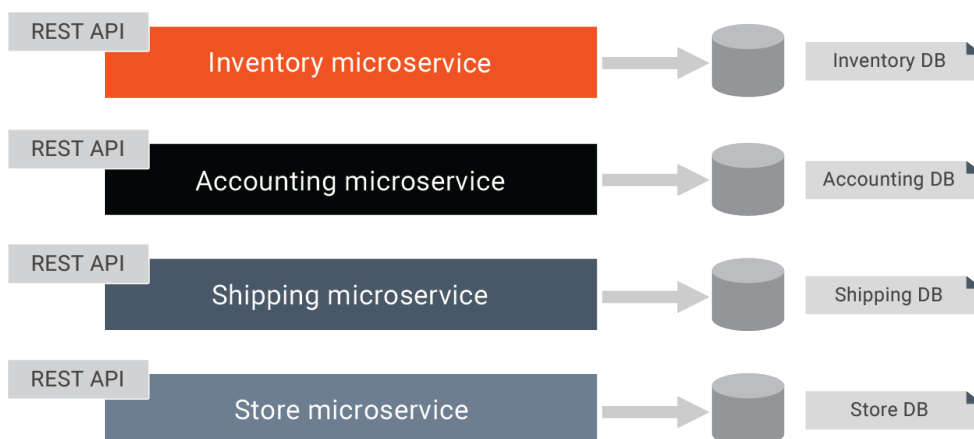 REST API
Inventory microservice
Inventory DB
REST API
Accounting microservice
Accounting DB
REST API
Shipping microservice
Shipping DB
REST API
Store microservice
Store DB